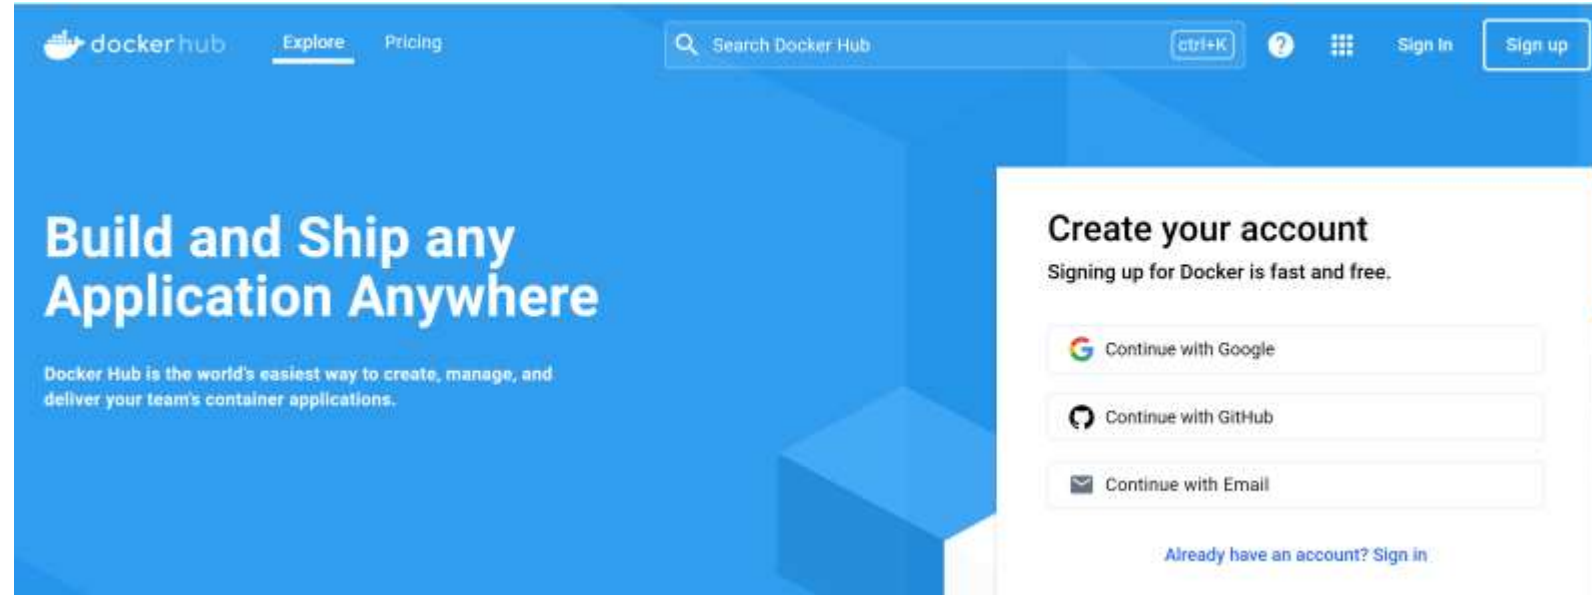 dockerhub Explore Pricing Search Docker Hub ctrl+K ? Sign In Sign up
Build and Ship any
Application Anywhere
Docker Hub is the world's easiest way to create, manage, and
deliver your team's container applications.
Create your account
Signing up for Docker is fast and free.
Continue with Google
Continue with GitHub
Continue with Email
Already have an account? Sign in